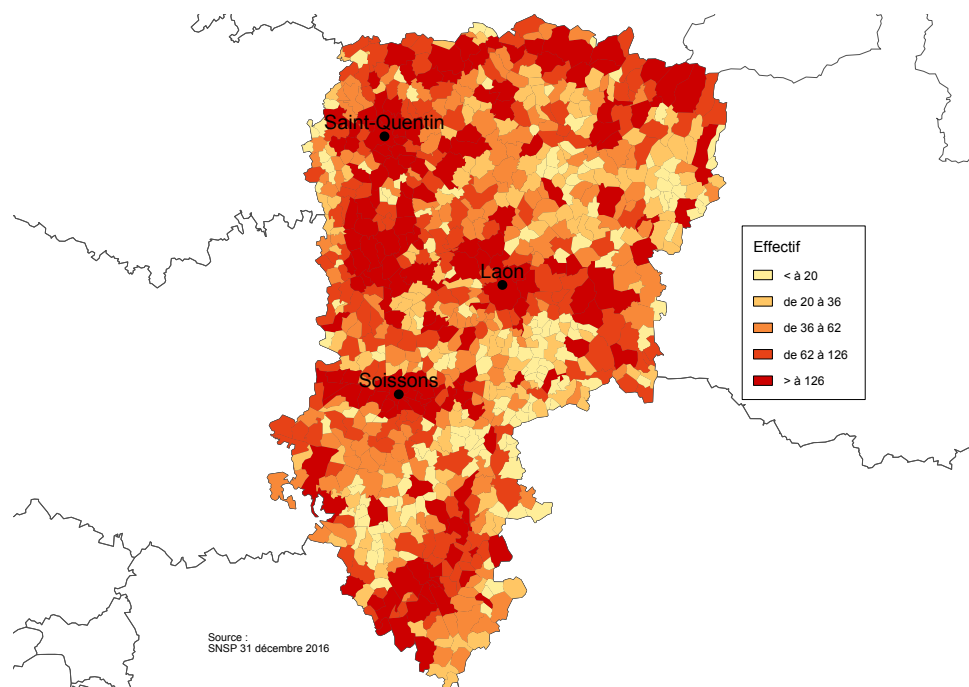 Saint-Quentin
Laon
Soissons
Effectif
< à 20
de 20 à 36
de 36 à 62
de 62 à 126
> à 126
Source :
SNSP 31 décembre 2016